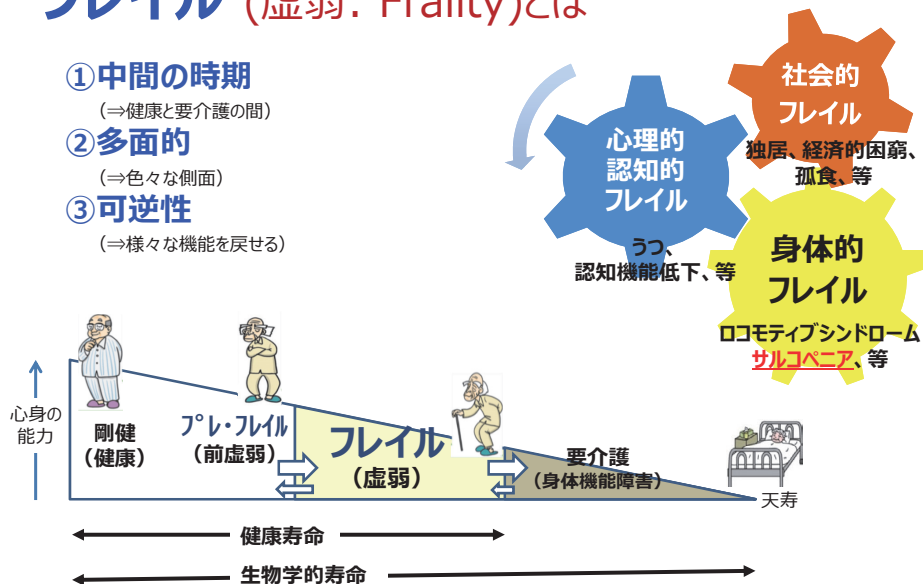 フレイル (虚弱: Frailty)とは
①中間の時期
(⇒健康と要介護の間)
②多面的
(⇒色々な側面)
③可逆性
(⇒様々な機能を戻せる)
社会的
フレイル
独居、経済的困窮、
孤食、等
心理的
認知的
フレイル
うつ、
認知機能低下、等
身体的
フレイル
ロコモティブシンドローム
サルコペニア、等
心身の
能力
剛健
(健康)
プレ・フレイル
(前虚弱)
フレイル
(虚弱)
要介護
(身体機能障害)
天寿
健康寿命
生物学的寿命